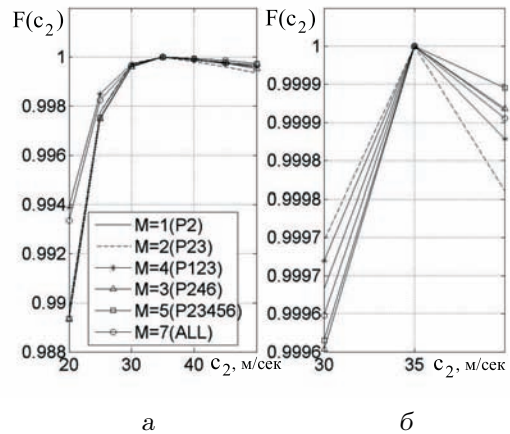 F(c2)
1
0.998
0.996
0.994
0.992
0.99
0.988
20 30 40
c2, м/сек
M=1(P2)
M=2(P23)
M=4(P123)
M=3(P246)
M=5(P23456)
M=7(ALL)
а
F(c2)
1
0.9999
0.9999
0.9998
0.9998
0.9997
0.9997
0.9996
0.9996
30 35
c2, м/сек
б